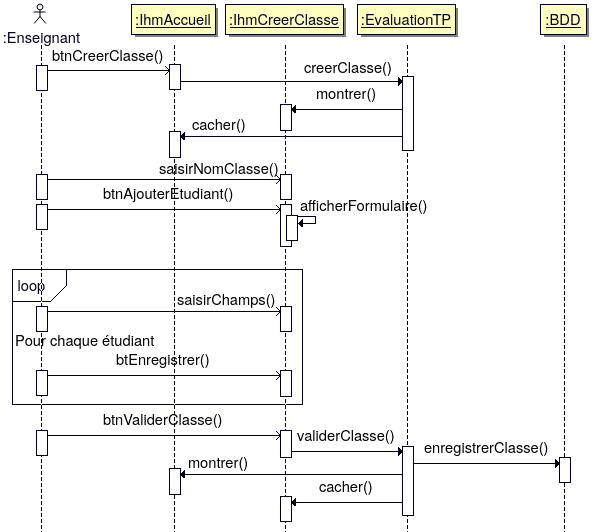 :IhmAccueil
:IhmCreerClasse
:EvaluationTP
:BDD
:Enseignant
btnCreerClasse()
creerClasse()
montrer()
cacher()
saisirNomClasse()
btnAjouterEtudiant()
afficherFormulaire()
loop
saisirChamps()
Pour chaque étudiant
btEnregistrer()
btnValiderClasse()
validerClasse()
enregistrerClasse()
montrer()
cacher()